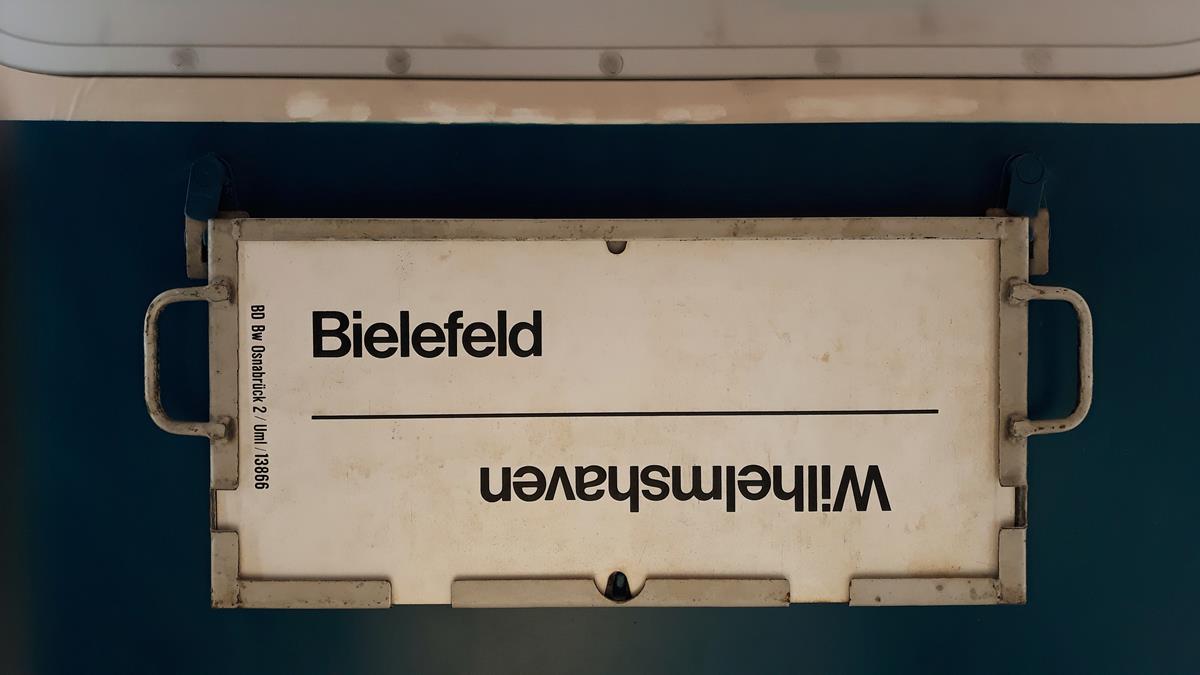 Bielefeld
Wilhelmshaven
BD Bw Osnabrück 2 / Uml / 13866